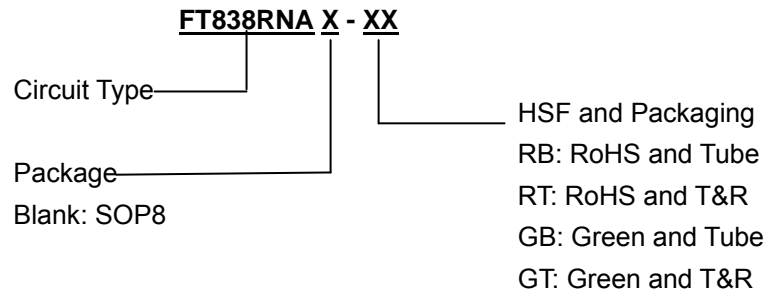 FT838RNA X - XX
Circuit Type
Package
Blank: SOP8
HSF and Packaging
RB: RoHS and Tube
RT: RoHS and T&R
GB: Green and Tube
GT: Green and T&R